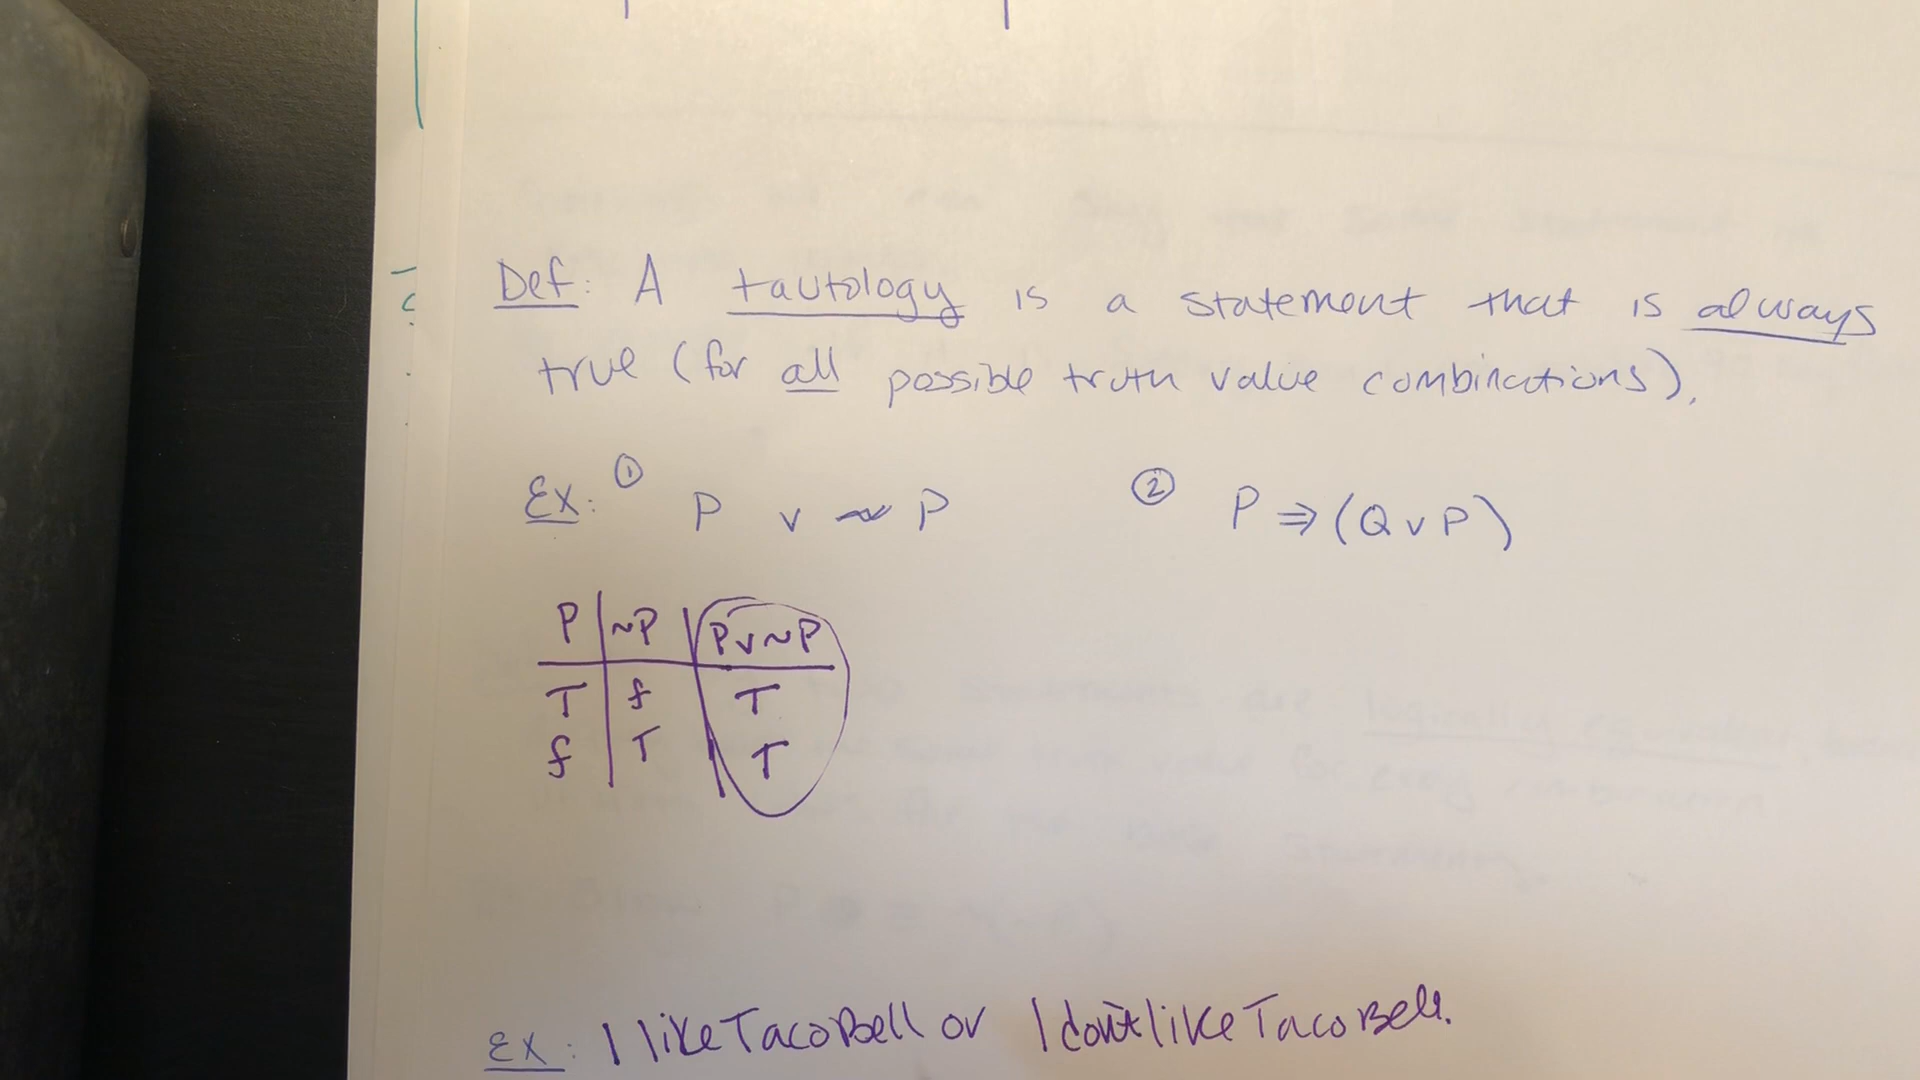 Def: A tautology is a statement that is always
true (for all possible truth value combinations).
Ex: ① P ∨ ~ P ② P ⇒ (Q ∨ P)
P | ~P | P∨~P
T | f | T
f | T | T
Ex: I like Taco Bell or I don't like Taco Bell.